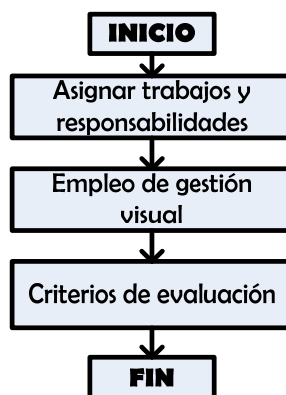 INICIO
Asignar trabajos y
responsabilidades
Empleo de gestión
visual
Criterios de evaluación
FIN